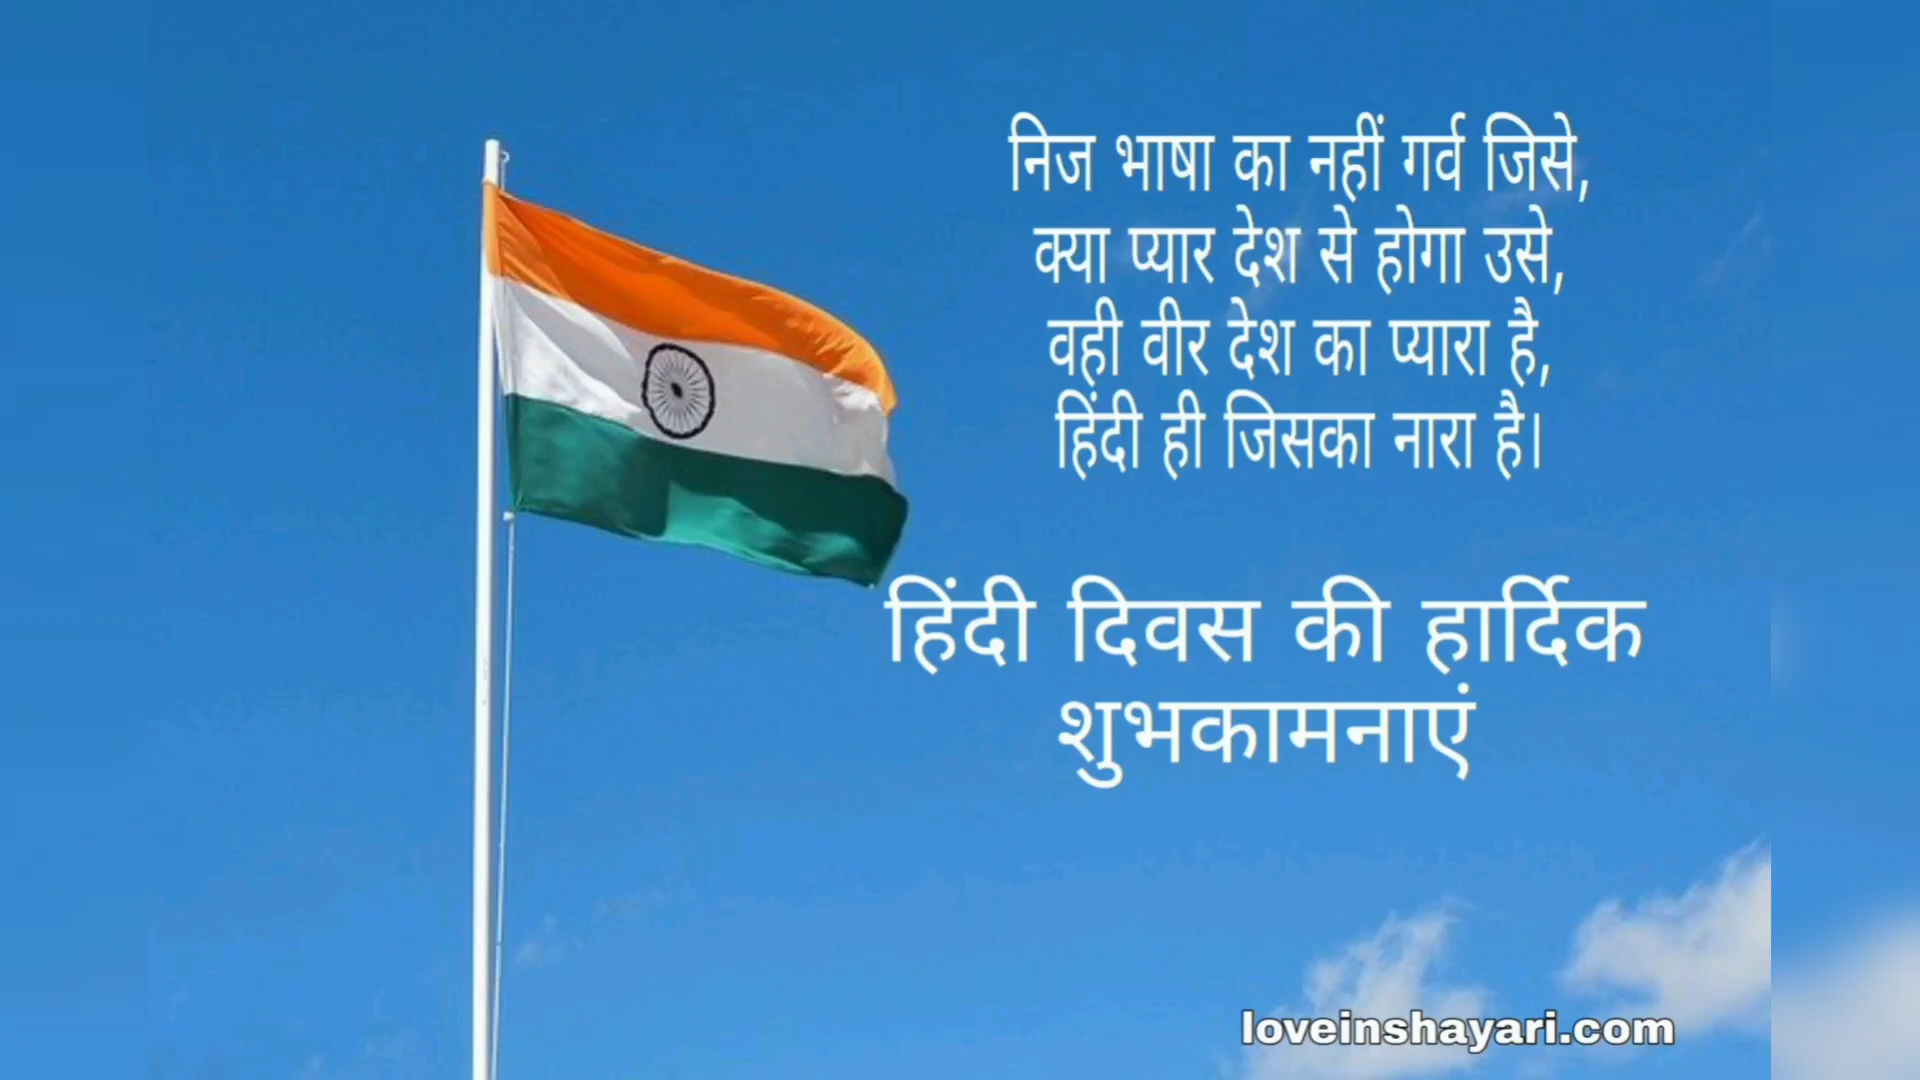 निज भाषा का नहीं गर्व जिसे,
क्या प्यार देश से होगा उसे,
वही वीर देश का प्यारा है,
हिंदी ही जिसका नारा है।
हिंदी दिवस की हार्दिक
शुभकामनाएं
loveinshayari.com